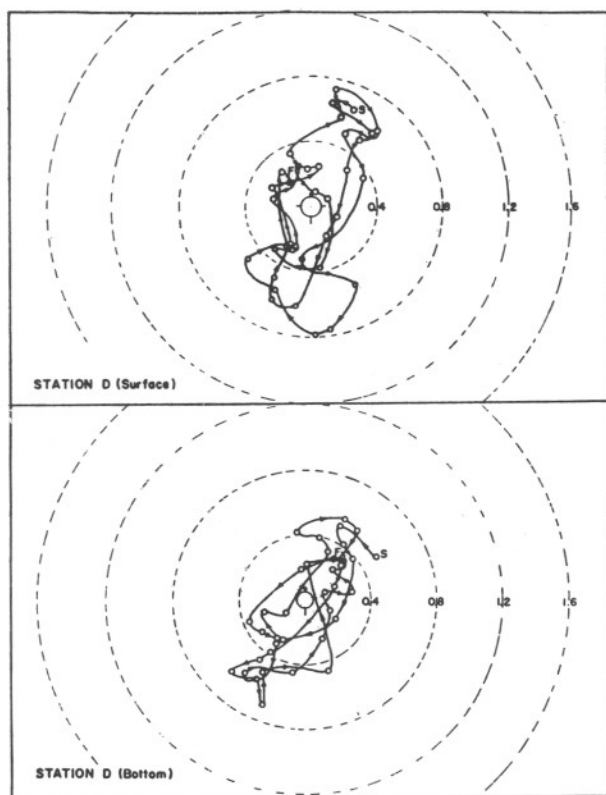 S
F
0.4 0.8 1.2 1.6
STATION D (Surface)
S
F
0.4 0.8 1.2 1.6
STATION D (Bottom)